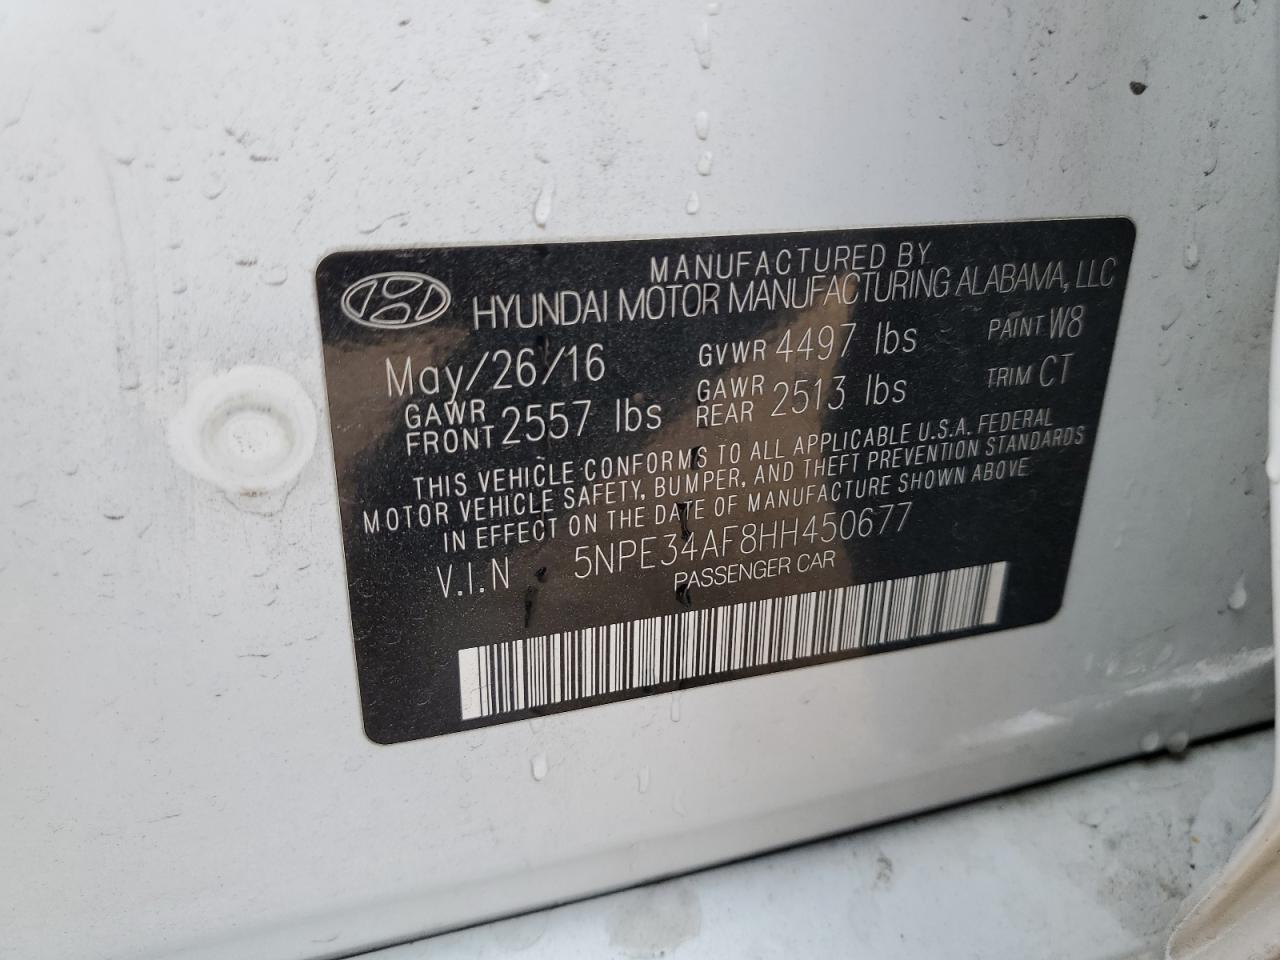 MANUFACTURED BY
HYUNDAI MOTOR MANUFACTURING ALABAMA, LLC
May/26/16 GVWR 4497 lbs PAINT W8
GAWR FRONT 2557 lbs GAWR REAR 2513 lbs TRIM CT
THIS VEHICLE CONFORMS TO ALL APPLICABLE U.S.A. FEDERAL
MOTOR VEHICLE SAFETY, BUMPER, AND THEFT PREVENTION STANDARDS
IN EFFECT ON THE DATE OF MANUFACTURE SHOWN ABOVE
V.I.N : 5NPE34AF8HH450677
PASSENGER CAR